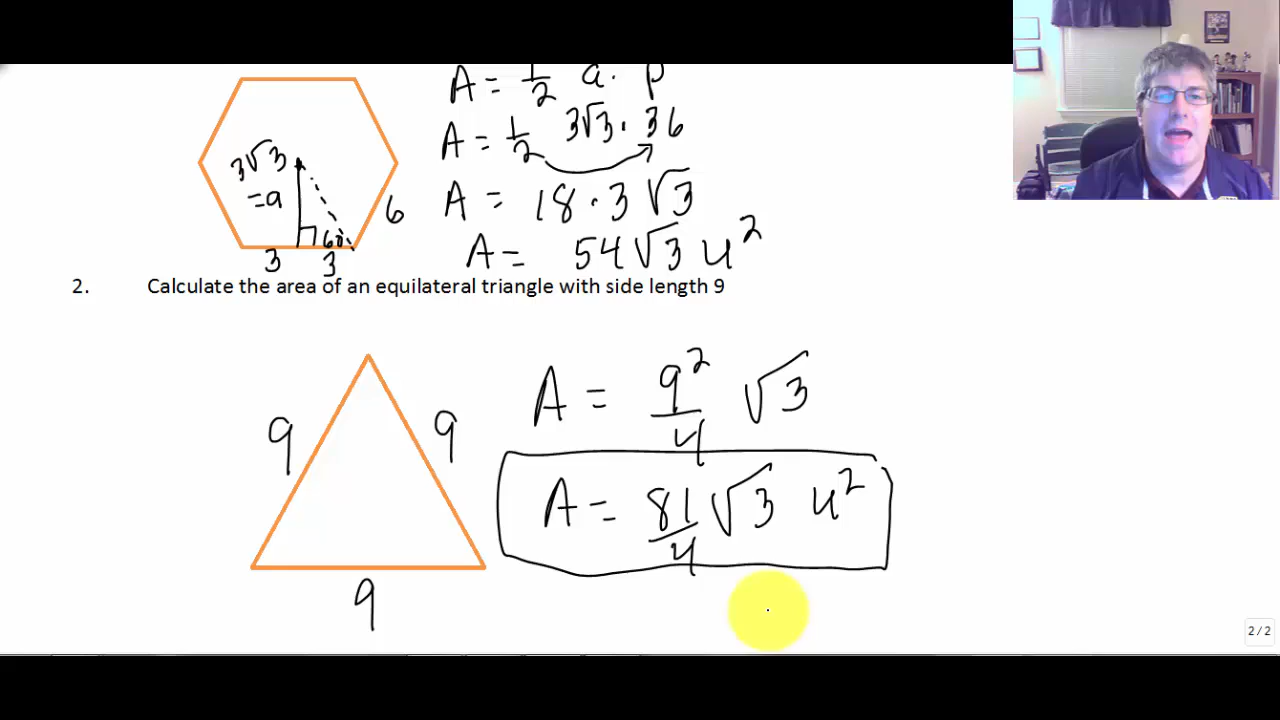 A = 1/2 a · p
A = 1/2 3√3 · 36
A = 18 · 3 √3
A = 54√3 u²
3√3
= a
6
60°
3
3
2. Calculate the area of an equilateral triangle with side length 9
A = 9²/4 √3
9
9
A = 81/4 √3 u²
9
2 / 2